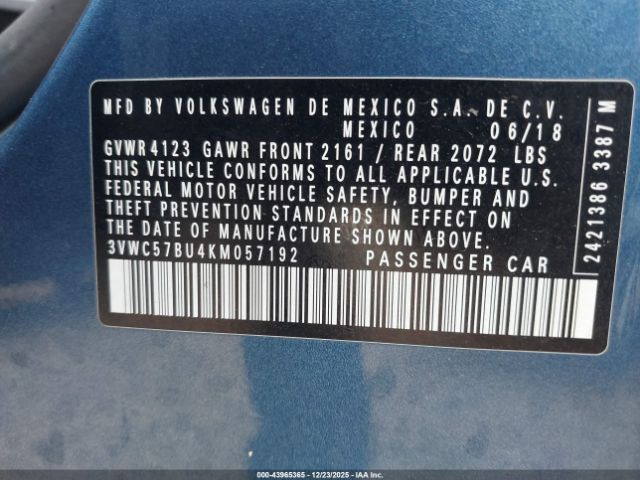 MFD BY VOLKSWAGEN DE MEXICO S.A. DE C.V.
MEXICO 06/18
GVWR 4123 GAWR FRONT 2161 / REAR 2072 LBS
THIS VEHICLE CONFORMS TO ALL APPLICABLE U.S.
FEDERAL MOTOR VEHICLE SAFETY, BUMPER AND
THEFT PREVENTION STANDARDS IN EFFECT ON
THE DATE OF MANUFACTURE SHOWN ABOVE.
3VWC57BU4KM057192 PASSENGER CAR
2421386 3387 M
000-43965365 - 12/23/2025 - IAA Inc.